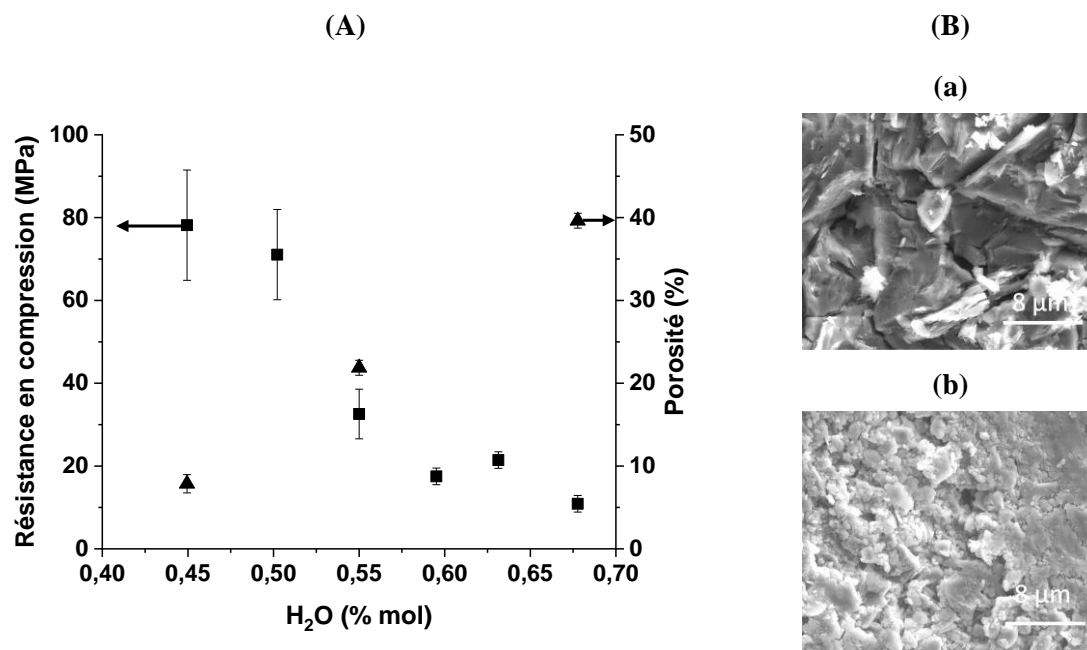 (A)
(B)
(a)
Résistance en compression (MPa)
100
80
60
40
20
0
50
40
30
20
10
0
Porosité (%)
0,40
0,45
0,50
0,55
0,60
0,65
0,70
H₂O (% mol)
8 µm
(b)
8 µm